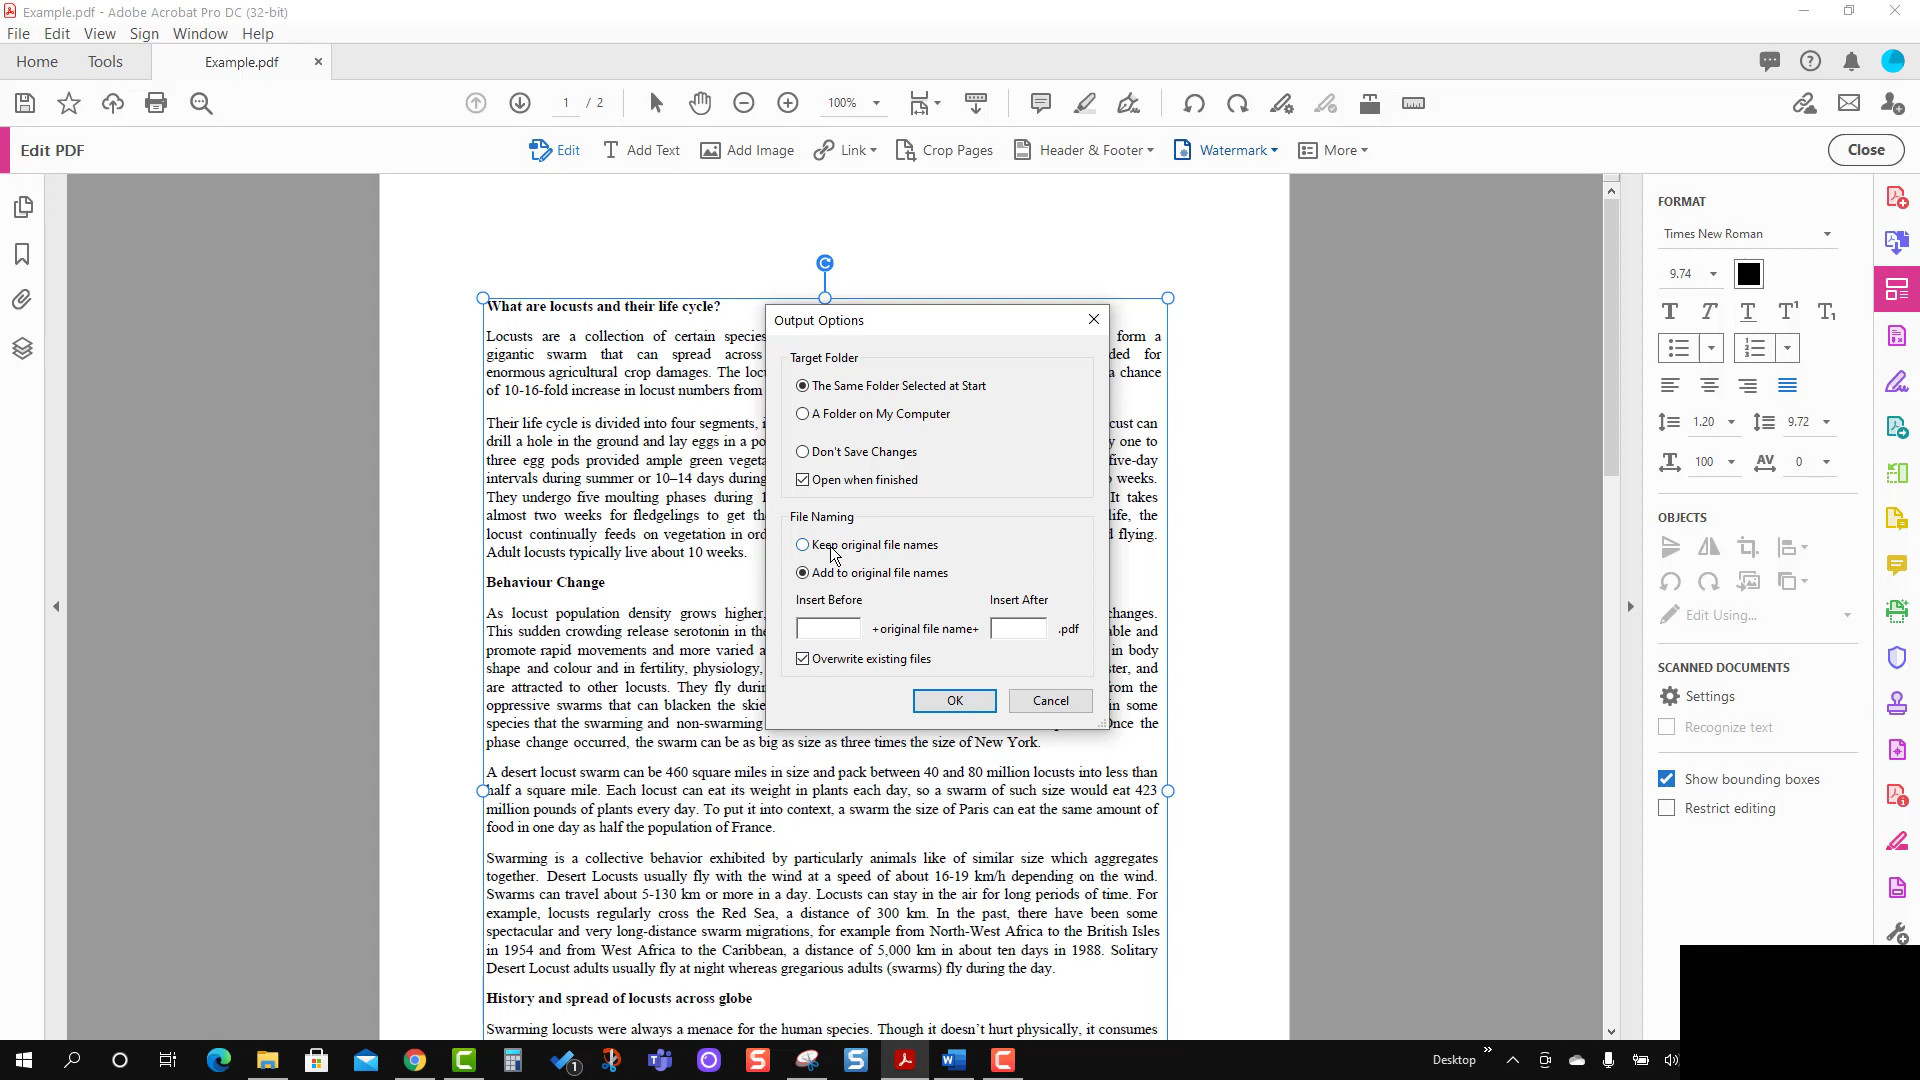 Example.pdf - Adobe Acrobat Pro DC (32-bit)
File Edit View Sign Window Help
Home Tools Example.pdf
1 / 2 100%
Edit PDF Edit Add Text Add Image Link Crop Pages Header & Footer Watermark More Close
What are locusts and their life cycle?
Locusts are a collection of certain species form a
gigantic swarm that can spread across ded for
enormous agricultural crop damages. The locu a chance
of 10-16-fold increase in locust numbers from
Their life cycle is divided into four segments, i cust can
drill a hole in the ground and lay eggs in a po y one to
three egg pods provided ample green vegeta five-day
intervals during summer or 10–14 days during weeks.
They undergo five moulting phases during 1 It takes
almost two weeks for fledgelings to get the life, the
locust continually feeds on vegetation in ord flying.
Adult locusts typically live about 10 weeks.
Behaviour Change
As locust population density grows higher, changes.
This sudden crowding release serotonin in the able and
promote rapid movements and more varied a in body
shape and colour and in fertility, physiology, ster, and
are attracted to other locusts. They fly durin from the
oppressive swarms that can blacken the skie in some
species that the swarming and non-swarming Once the
phase change occurred, the swarm can be as big as size as three times the size of New York.
A desert locust swarm can be 460 square miles in size and pack between 40 and 80 million locusts into less than
half a square mile. Each locust can eat its weight in plants each day, so a swarm of such size would eat 423
million pounds of plants every day. To put it into context, a swarm the size of Paris can eat the same amount of
food in one day as half the population of France.
Swarming is a collective behavior exhibited by particularly animals like of similar size which aggregates
together. Desert Locusts usually fly with the wind at a speed of about 16-19 km/h depending on the wind.
Swarms can travel about 5-130 km or more in a day. Locusts can stay in the air for long periods of time. For
example, locusts regularly cross the Red Sea, a distance of 300 km. In the past, there have been some
spectacular and very long-distance swarm migrations, for example from North-West Africa to the British Isles
in 1954 and from West Africa to the Caribbean, a distance of 5,000 km in about ten days in 1988. Solitary
Desert Locust adults usually fly at night whereas gregarious adults (swarms) fly during the day.
History and spread of locusts across globe
Swarming locusts were always a menace for the human species. Though it doesn't hurt physically, it consumes
Output Options
Target Folder
The Same Folder Selected at Start
A Folder on My Computer
Don't Save Changes
Open when finished
File Naming
Keep original file names
Add to original file names
Insert Before Insert After
+original file name+ .pdf
Overwrite existing files
OK Cancel
FORMAT
Times New Roman
9.74
1.20 9.72
100 AV 0
OBJECTS
Edit Using...
SCANNED DOCUMENTS
Settings
Recognize text
Show bounding boxes
Restrict editing
Desktop